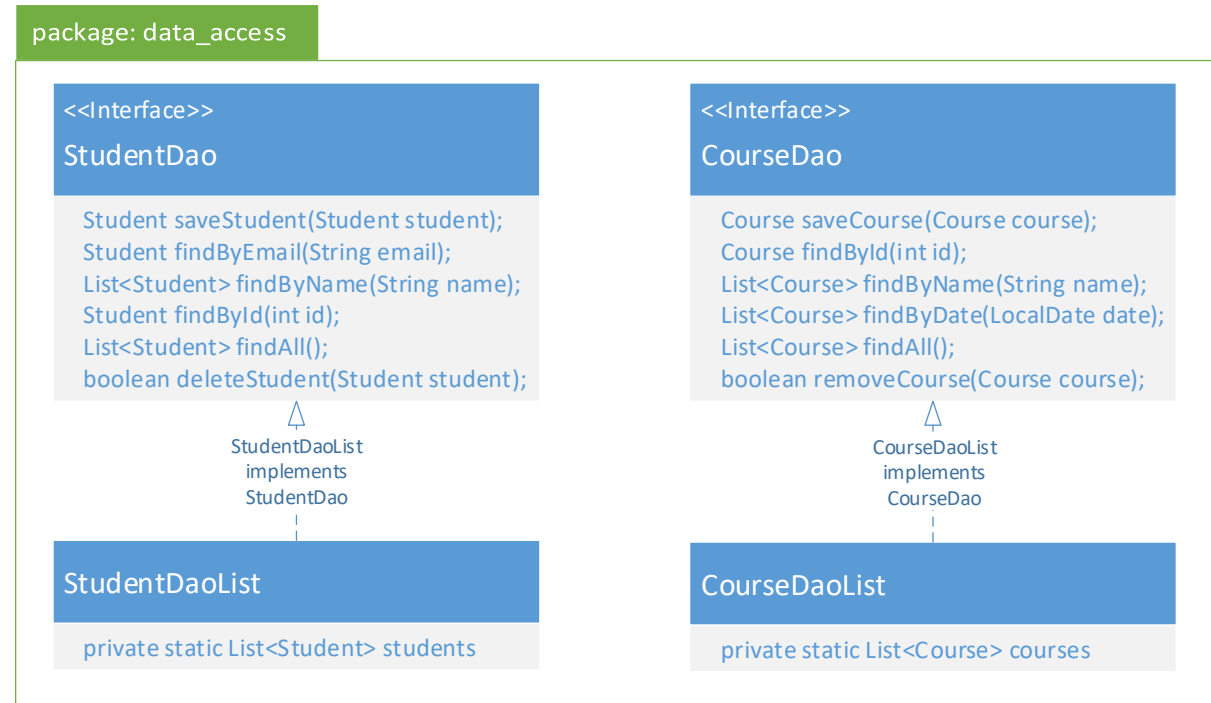 package: data_access
<<Interface>>
StudentDao
Student saveStudent(Student student);
Student findByEmail(String email);
List<Student> findByName(String name);
Student findById(int id);
List<Student> findAll();
boolean deleteStudent(Student student);
StudentDaoList
implements
StudentDao
StudentDaoList
private static List<Student> students
<<Interface>>
CourseDao
Course saveCourse(Course course);
Course findById(int id);
List<Course> findByName(String name);
List<Course> findByDate(LocalDate date);
List<Course> findAll();
boolean removeCourse(Course course);
CourseDaoList
implements
CourseDao
CourseDaoList
private static List<Course> courses